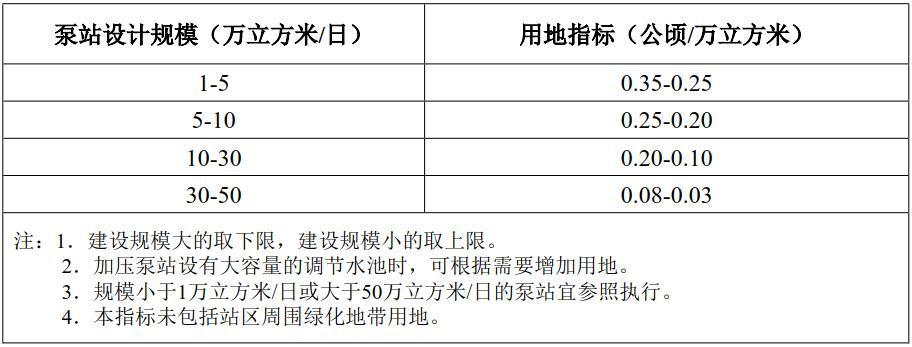 泵站设计规模（万立方米/日） 用地指标（公顷/万立方米）
1-5 0.35-0.25
5-10 0.25-0.20
10-30 0.20-0.10
30-50 0.08-0.03
注：1．建设规模大的取下限，建设规模小的取上限。
2．加压泵站设有大容量的调节水池时，可根据需要增加用地。
3．规模小于1万立方米/日或大于50万立方米/日的泵站宜参照执行。
4．本指标未包括站区周围绿化地带用地。